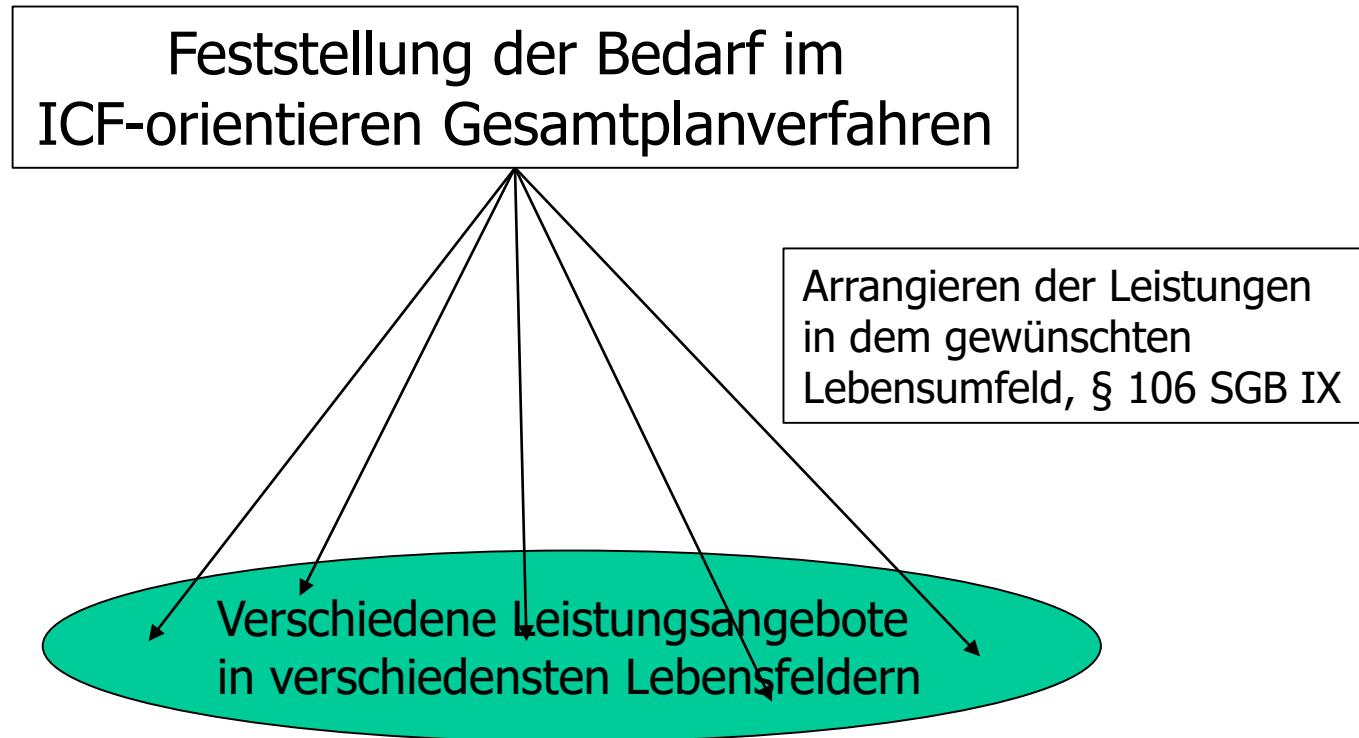 Feststellung der Bedarf im
ICF-orientieren Gesamtplanverfahren
Arrangieren der Leistungen
in dem gewünschten
Lebensumfeld, § 106 SGB IX
Verschiedene Leistungsangebote
in verschiedensten Lebensfeldern